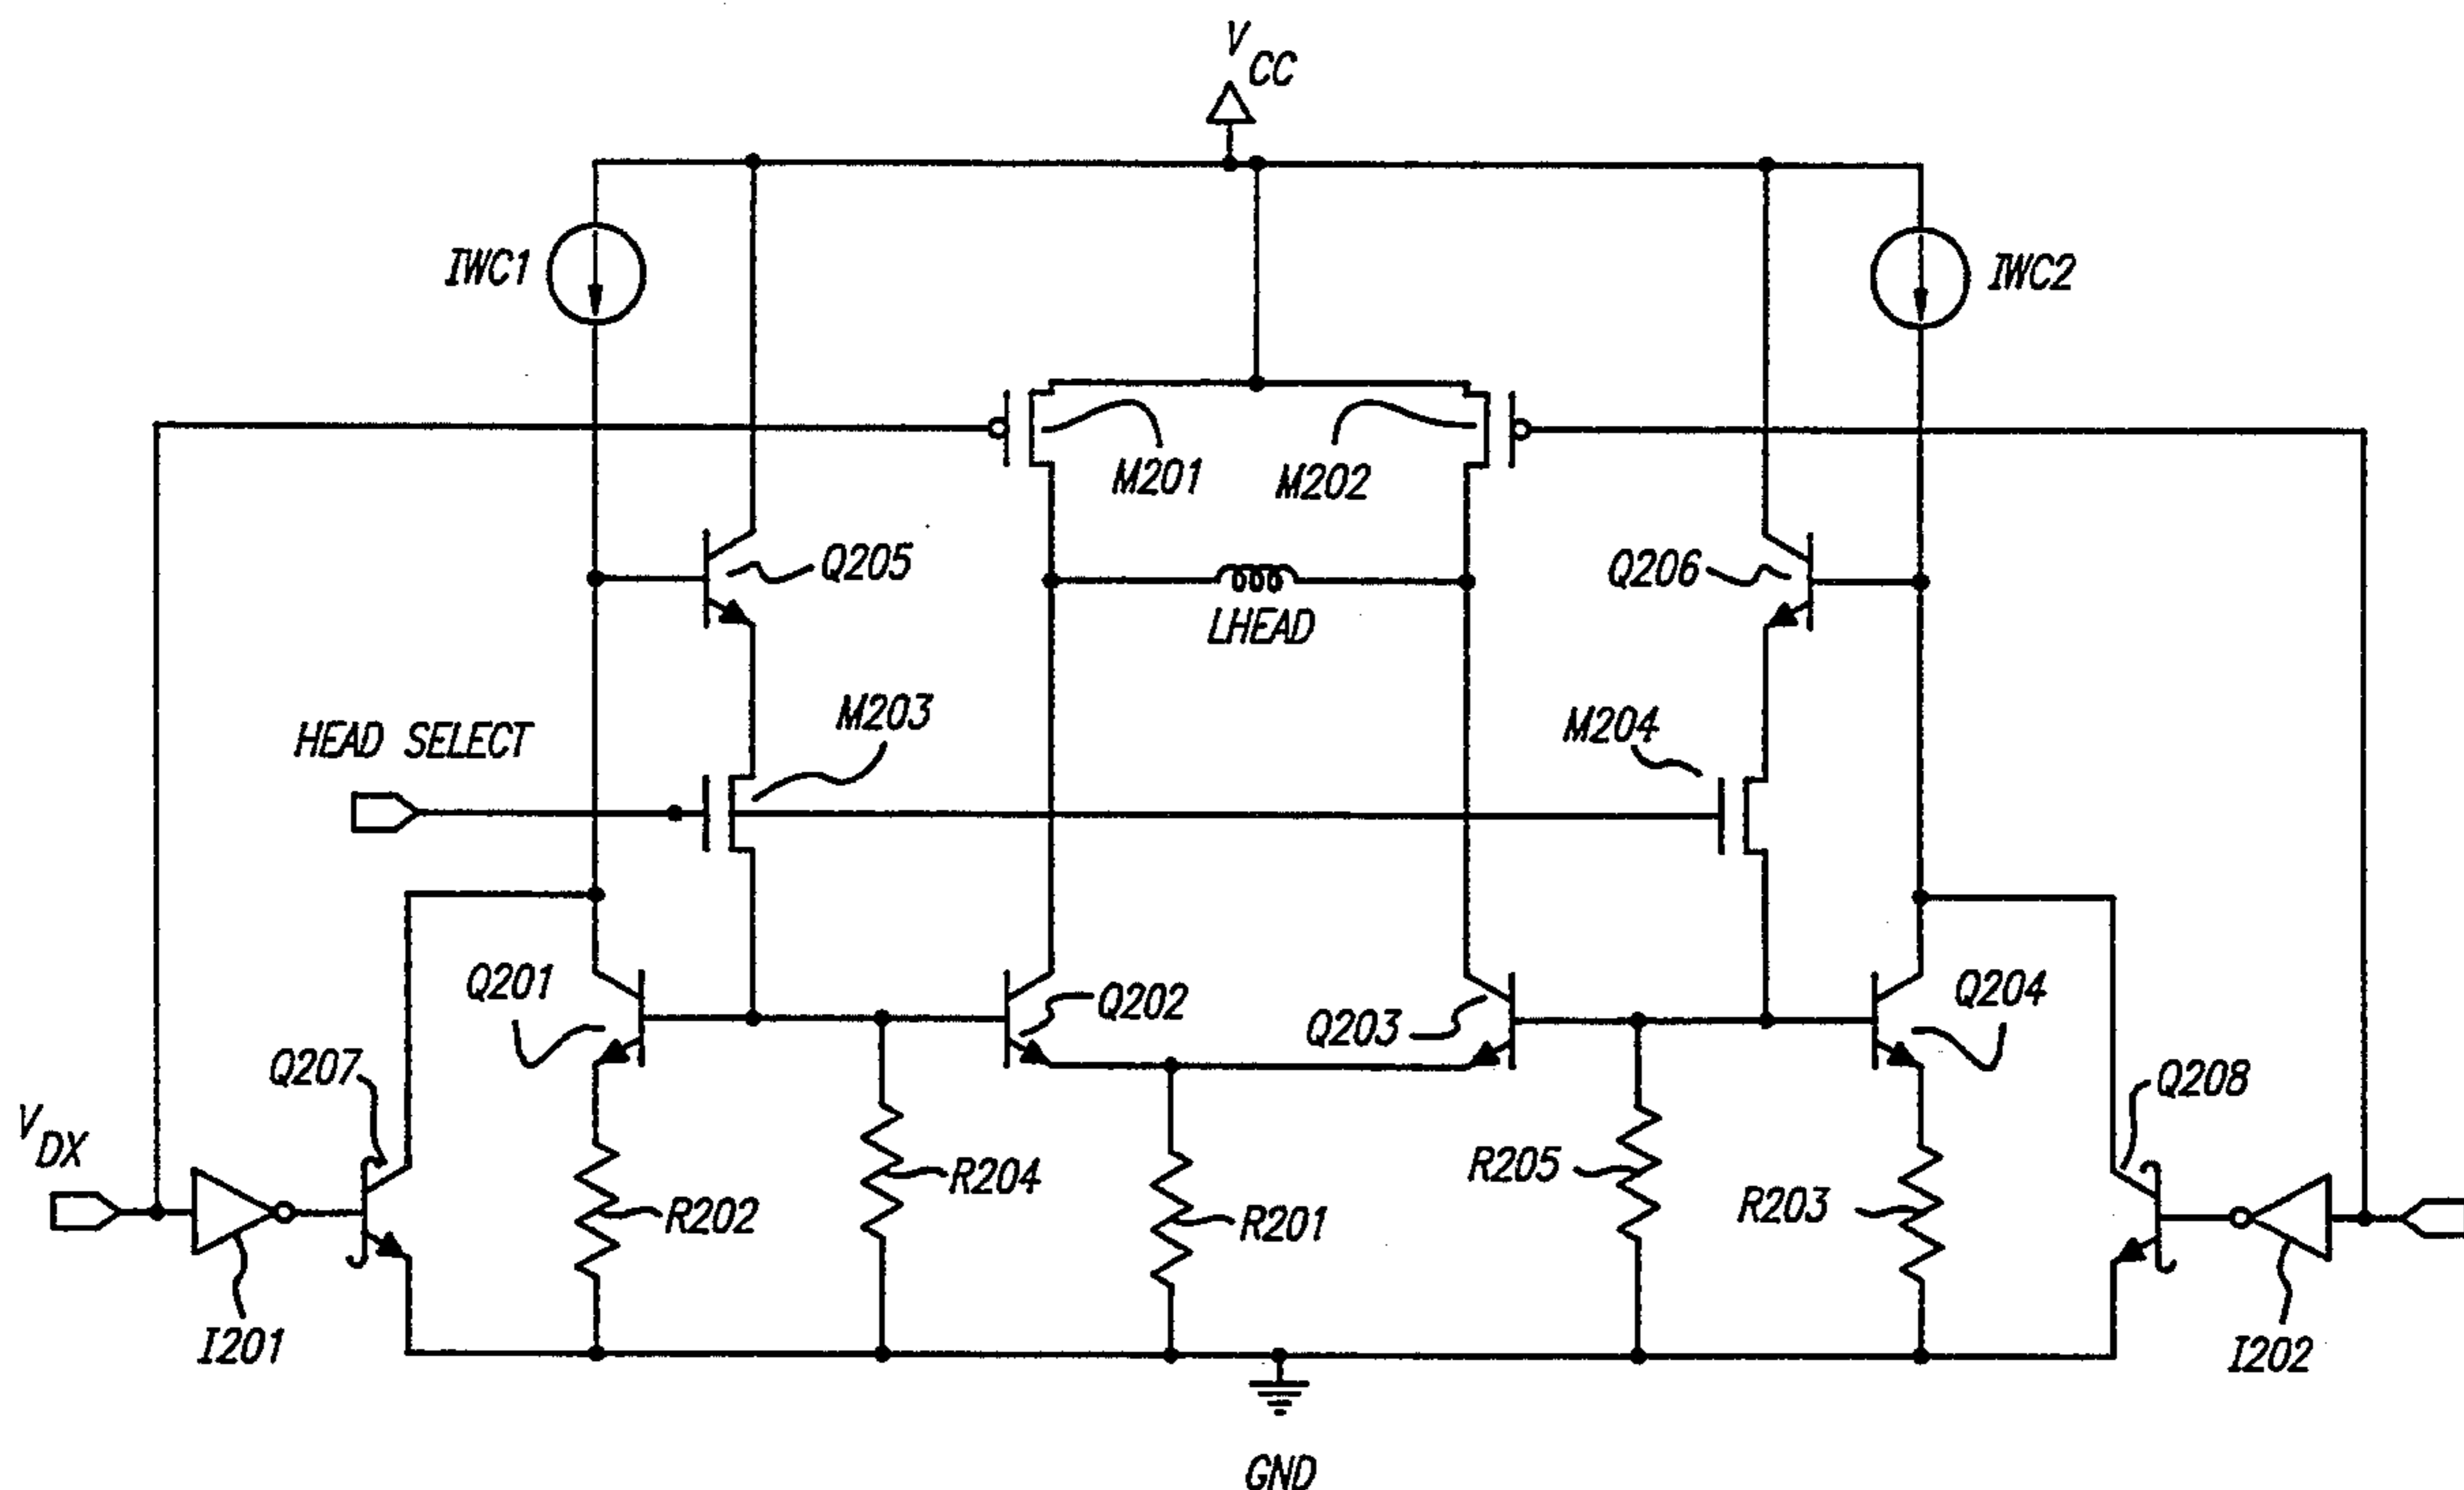 V CC
IWC1
IWC2
M201
M202
Q205
Q206
LHEAD
M203
M204
HEAD SELECT
Q201
Q202
Q203
Q204
Q207
Q208
V DX
R202
R204
R201
R205
R203
I201
I202
GND